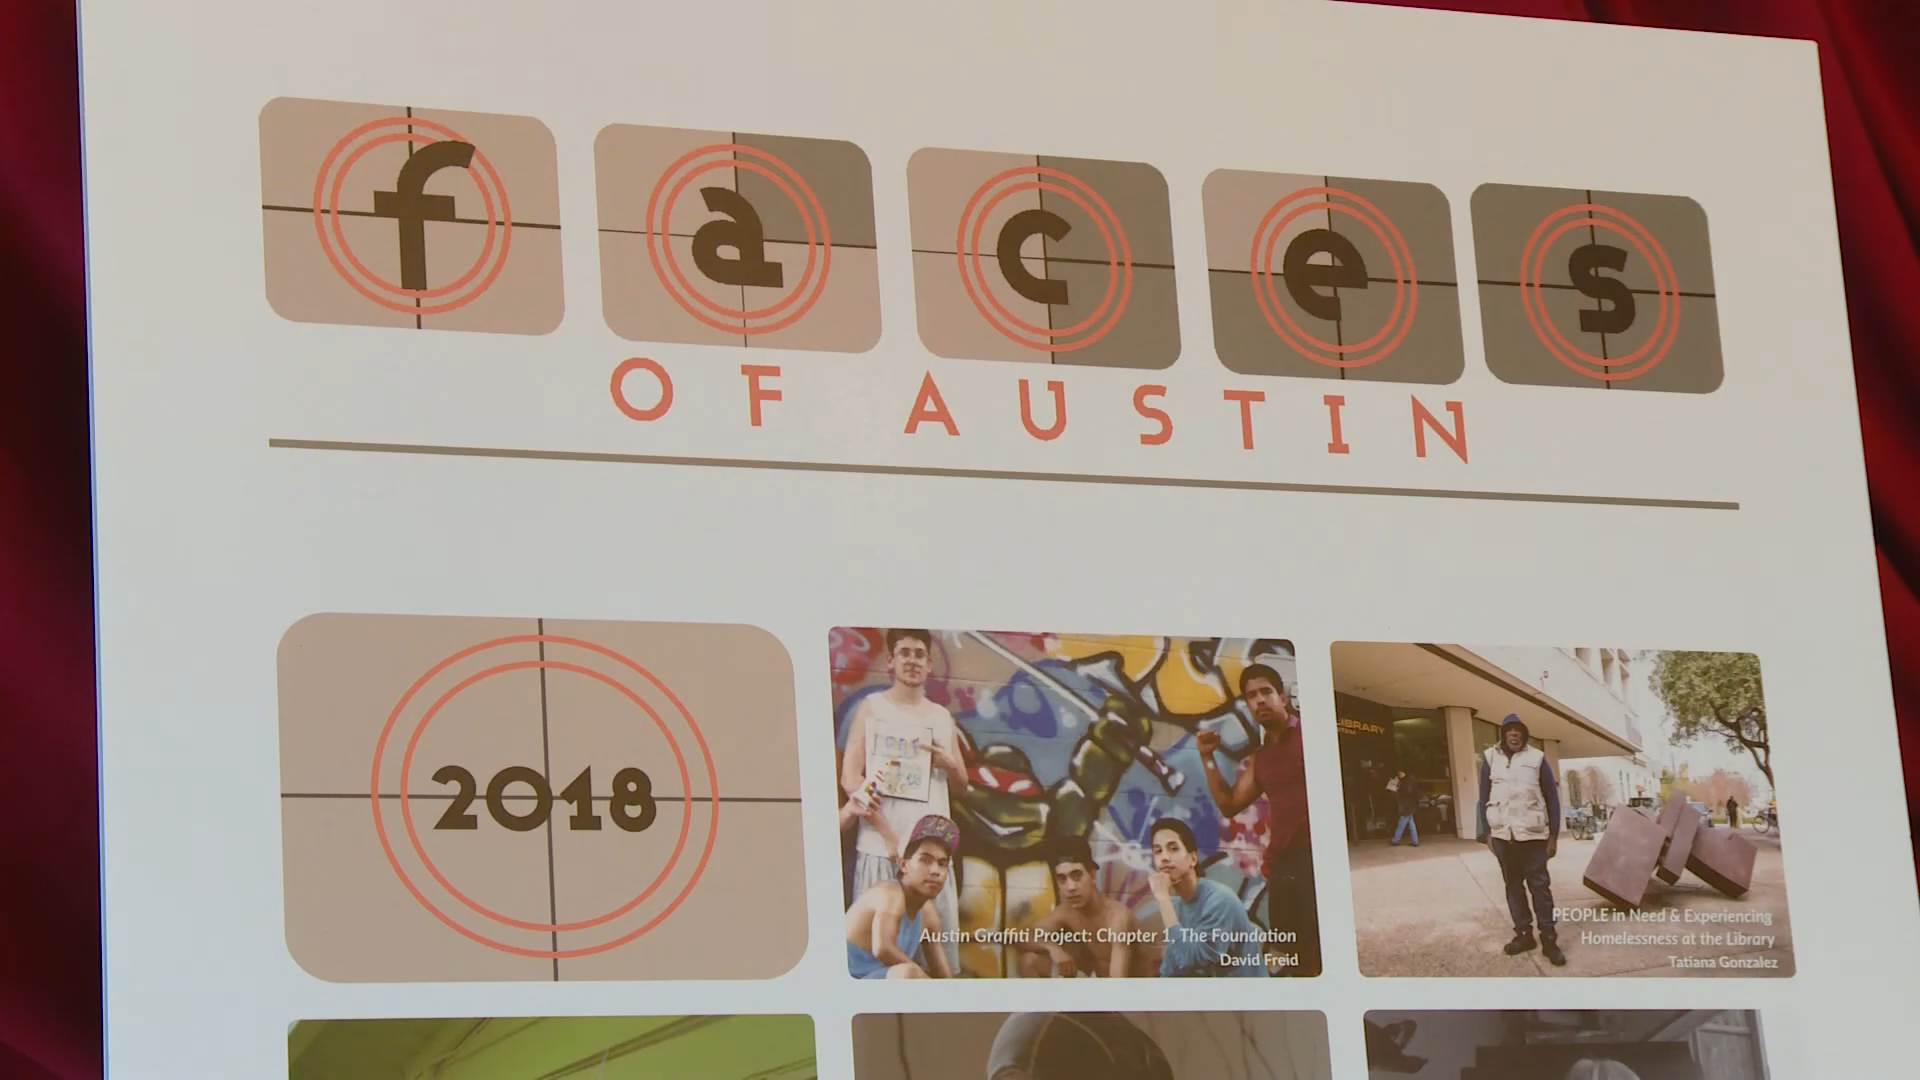 faces
OF AUSTIN
2018
Austin Graffiti Project: Chapter 1, The Foundation
David Freid
LIBRARY
PEOPLE in Need & Experiencing
Homelessness at the Library
Tatiana Gonzalez